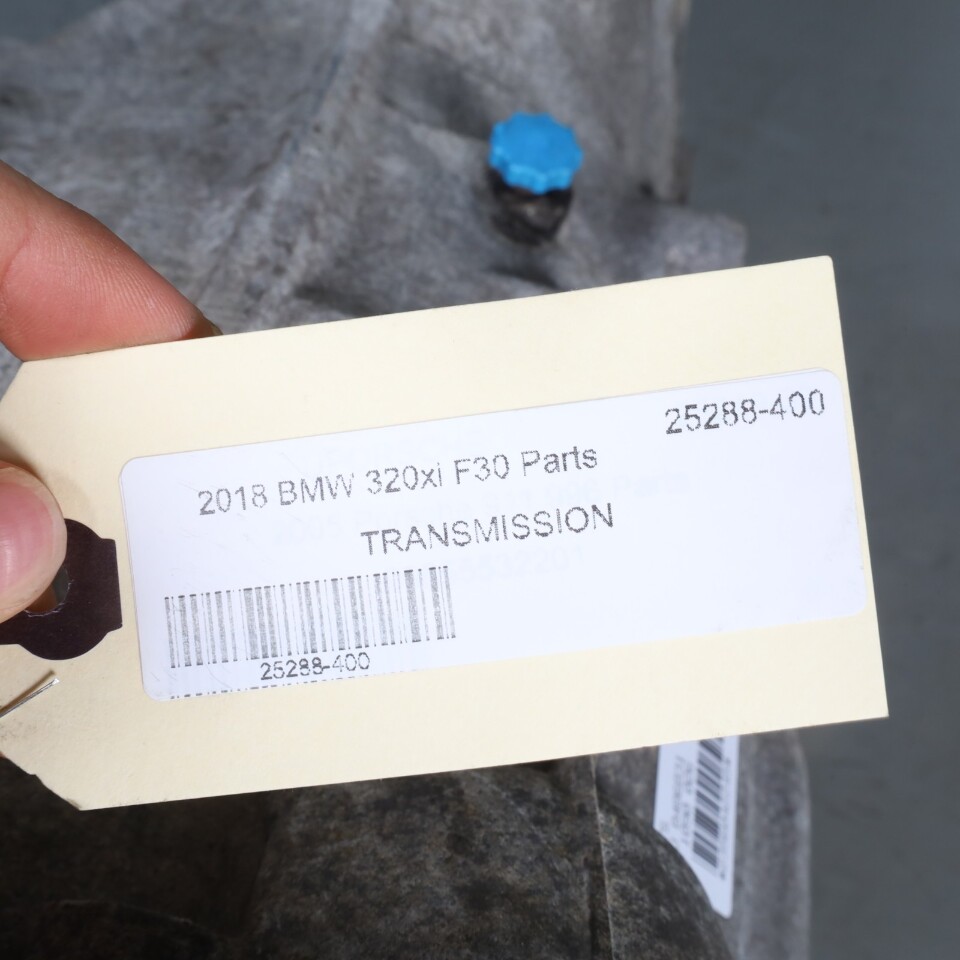 25288-400
2018 BMW 320xi F30 Parts
TRANSMISSION
25288-400